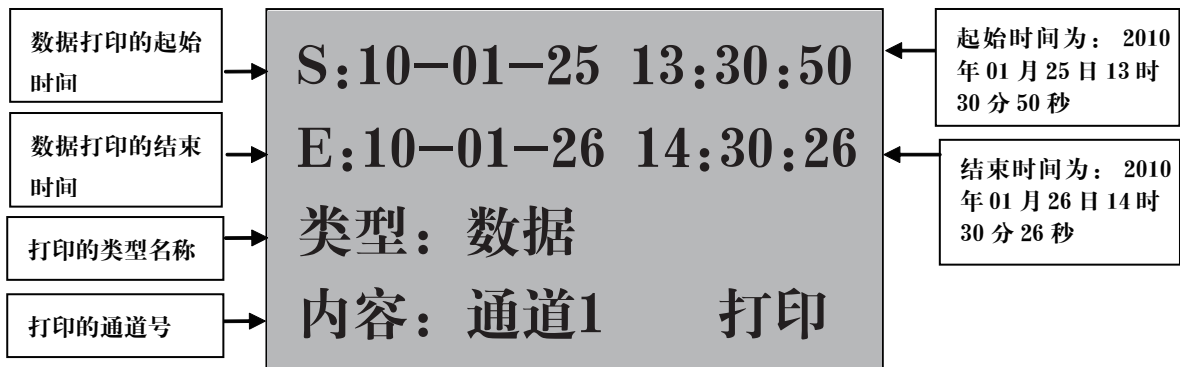 数据打印的起始
时间
数据打印的结束
时间
打印的类型名称
打印的通道号
S:10-01-25 13:30:50
E:10-01-26 14:30:26
类型：数据
内容：通道1 打印
起始时间为： 2010
年 01 月 25 日 13 时
30 分 50 秒
结束时间为： 2010
年 01 月 26 日 14 时
30 分 26 秒